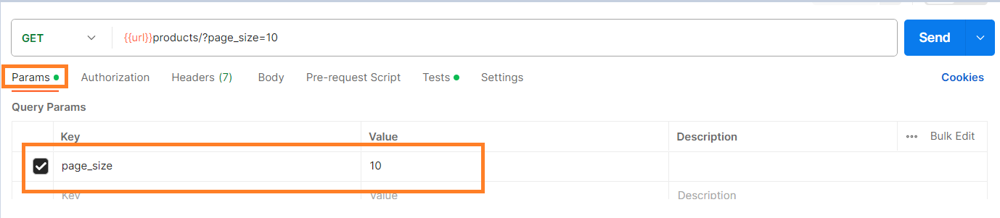 GET {{url}}products/?page_size=10 Send
Params Authorization Headers (7) Body Pre-request Script Tests Settings Cookies
Query Params
Key Value Description Bulk Edit
page_size 10
Key Value Description